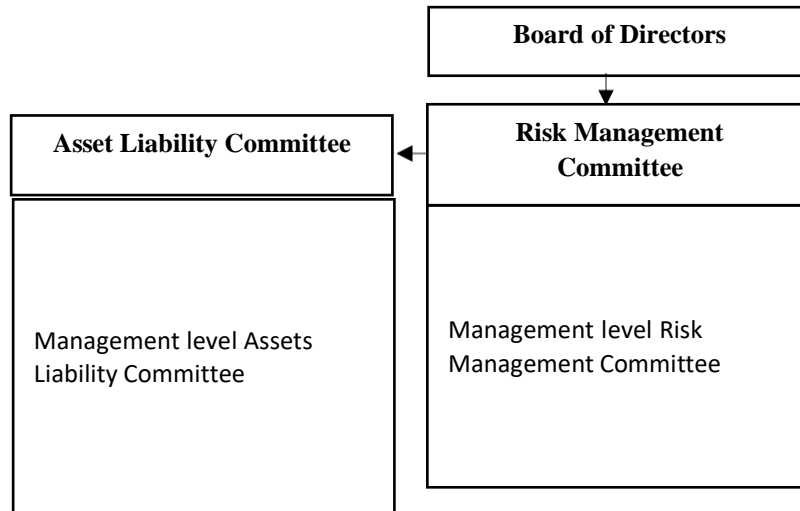 Board of Directors
Asset Liability Committee
Risk Management
Committee
Management level Assets
Liability Committee
Management level Risk
Management Committee